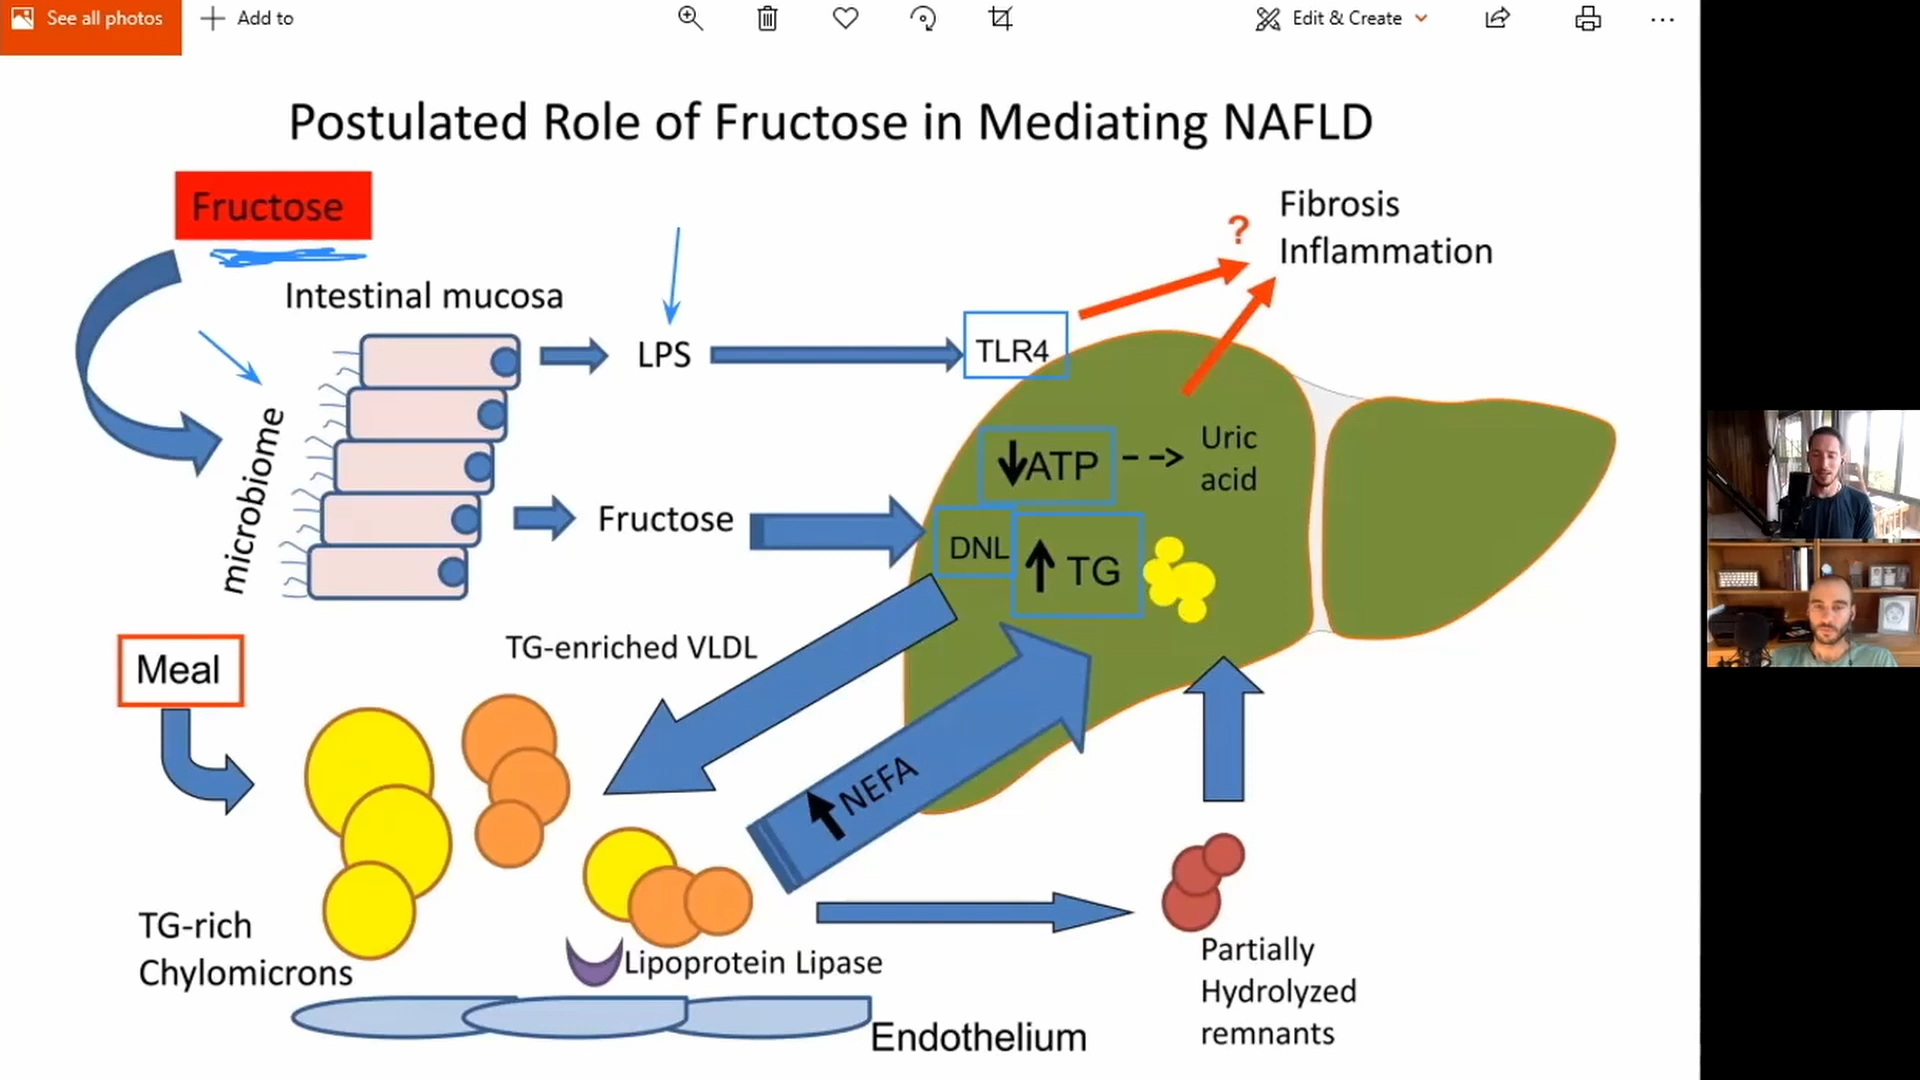 See all photos
Add to
Edit & Create
Postulated Role of Fructose in Mediating NAFLD
Fructose
Fibrosis
Inflammation
?
Intestinal mucosa
LPS
TLR4
microbiome
↓ATP
Uric
acid
Fructose
DNL
↑ TG
TG-enriched VLDL
Meal
↑NEFA
TG-rich
Chylomicrons
Lipoprotein Lipase
Partially
Hydrolyzed
remnants
Endothelium